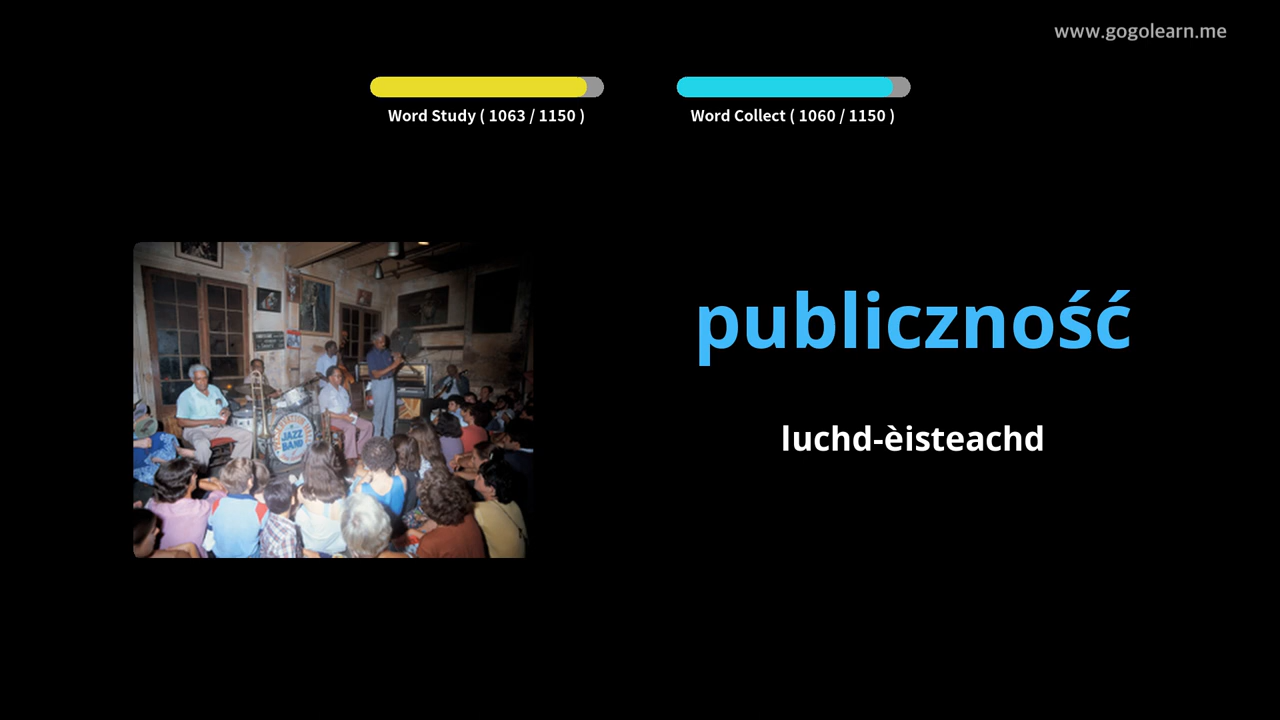 www.gogolearn.me
Word Study ( 1063 / 1150 )
Word Collect ( 1060 / 1150 )
publiczność
luchd-èisteachd
JAZZ
BAND